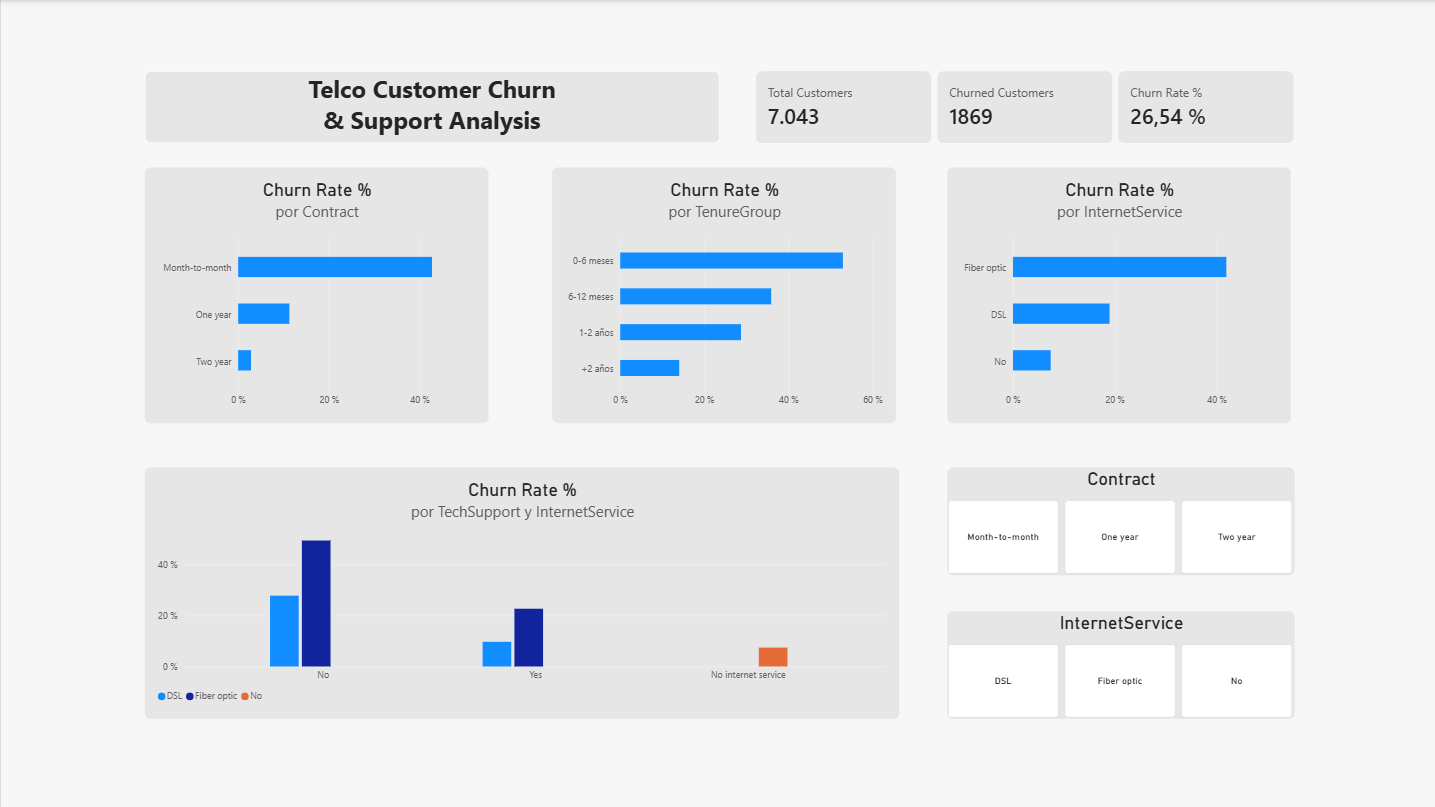 Telco Customer Churn
& Support Analysis
Total Customers
7.043
Churned Customers
1869
Churn Rate %
26,54 %
Churn Rate %
por Contract
Month-to-month
One year
Two year
0 %
20 %
40 %
Churn Rate %
por TenureGroup
0-6 meses
6-12 meses
1-2 años
+2 años
0 %
20 %
40 %
60 %
Churn Rate %
por InternetService
Fiber optic
DSL
No
0 %
20 %
40 %
Churn Rate %
por TechSupport y InternetService
40 %
20 %
0 %
No
Yes
No internet service
DSL Fiber optic No
Contract
Month-to-month
One year
Two year
InternetService
DSL
Fiber optic
No